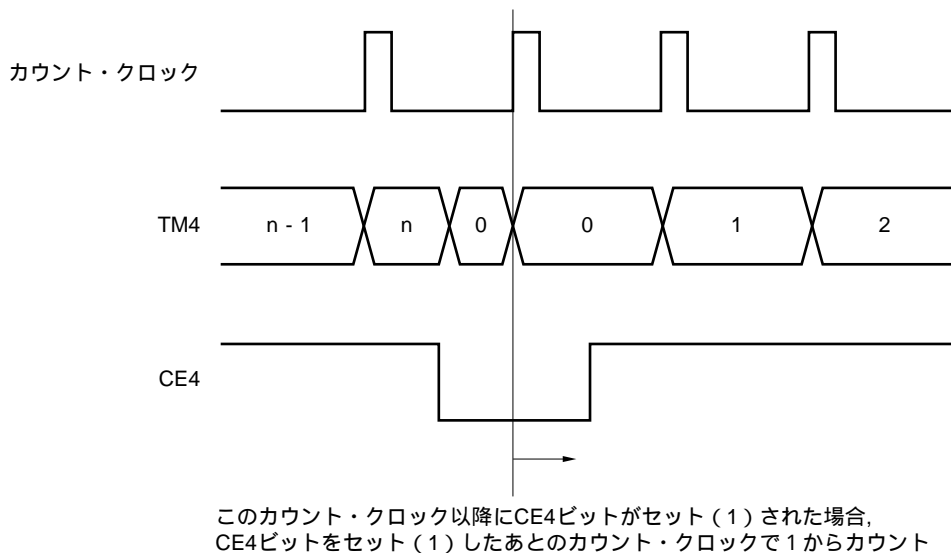 カウント・クロック
TM4
n - 1
n
0
0
1
2
CE4
このカウント・クロック以降にCE4ビットがセット（1）された場合,
CE4ビットをセット（1）したあとのカウント・クロックで1からカウント